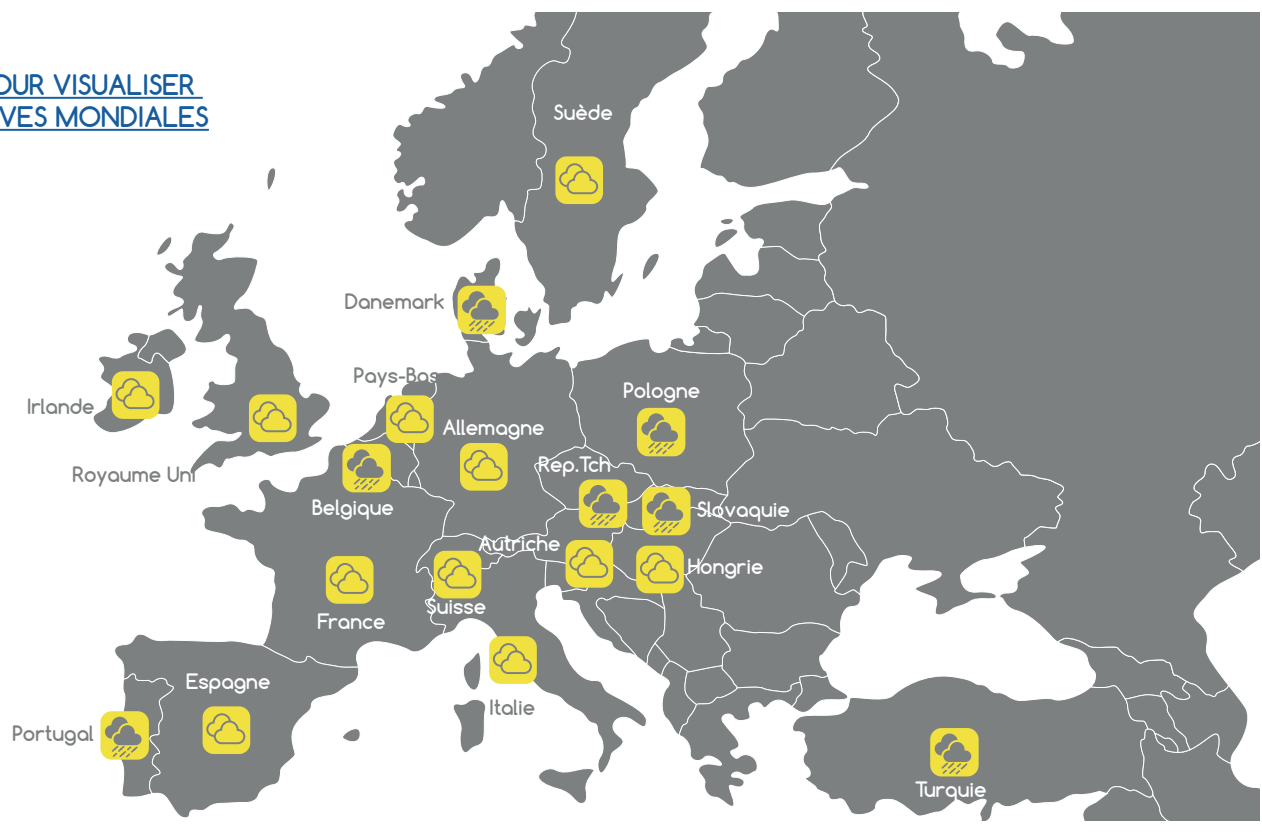 OUR VISUALISER
VES MONDIALES
Suède
Danemark
Pays-Bas
Irlande
Pologne
Allemagne
Rep.Tch
Royaume Uni
Belgique
Slovaquie
Autriche
Hongrie
Suisse
France
Espagne
Italie
Portugal
Turquie